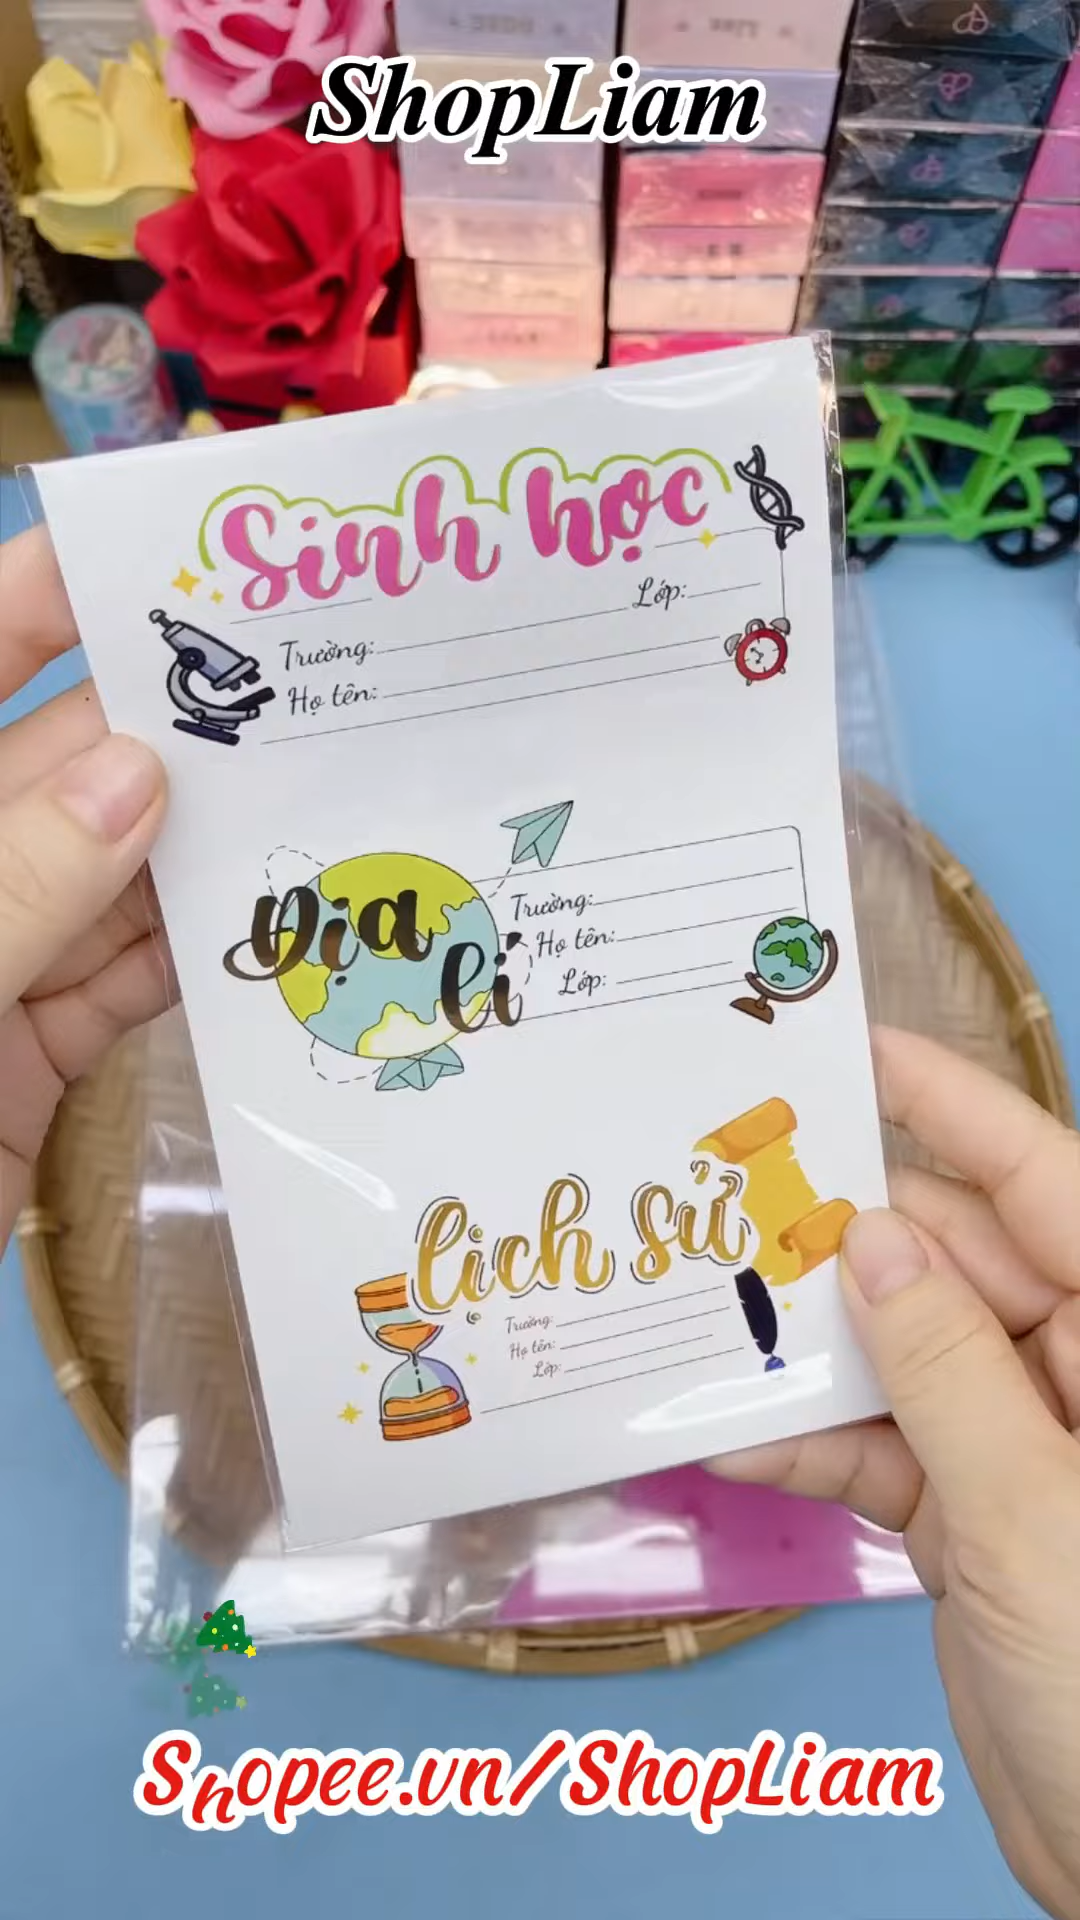 ShopLiam
Sinh học
Lớp:
Trường:
Họ tên:
Địa
lí
Trường:
Họ tên:
Lớp:
lịch sử
Trường:
Họ tên:
Lớp:
Shopee.vn/ShopLiam